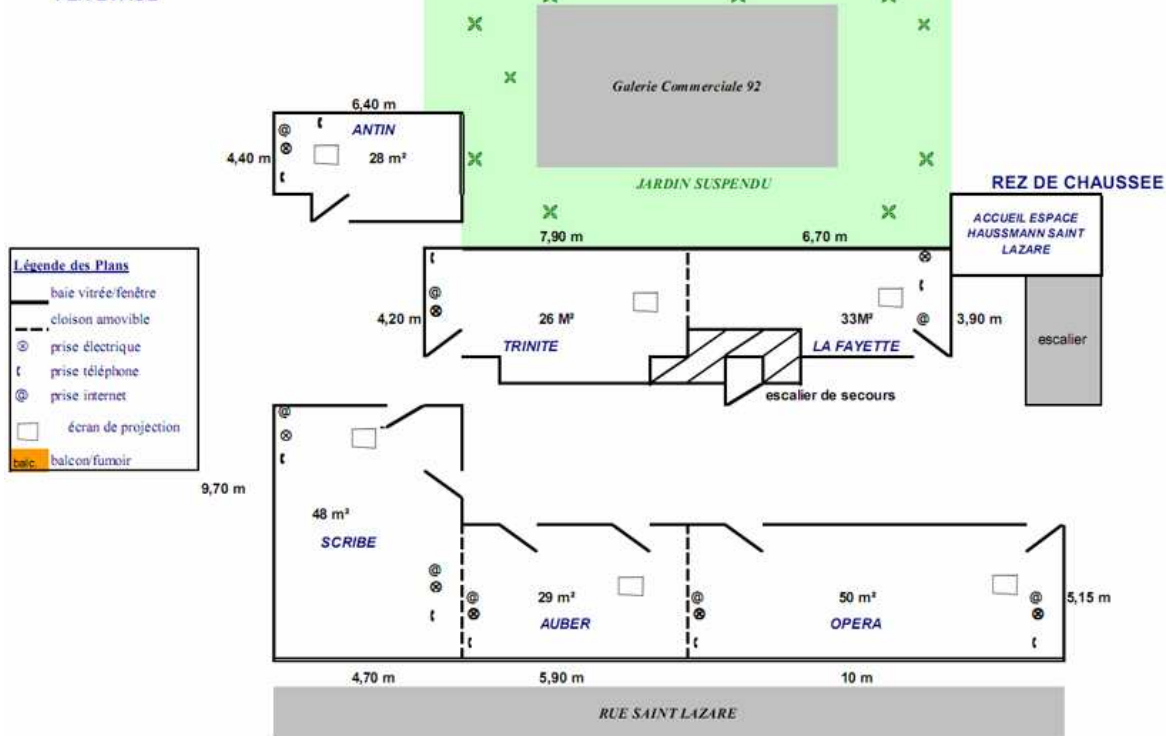 Galerie Commerciale 92
6,40 m
@
ANTIN
4,40 m
28 m²
JARDIN SUSPENDU
REZ DE CHAUSSEE
ACCUEIL ESPACE
HAUSSMANN SAINT
LAZARE
7,90 m
6,70 m
Légende des Plans
baie vitrée/fenêtre
cloison amovible
prise électrique
prise téléphone
@ prise internet
écran de projection
balc. balcon/fumoir
4,20 m
@
26 M²
TRINITE
33M²
@
3,90 m
LA FAYETTE
escalier
escalier de secours
@
9,70 m
48 m²
SCRIBE
@
@
29 m²
AUBER
@
50 m²
OPERA
@
5,15 m
4,70 m
5,90 m
10 m
RUE SAINT LAZARE